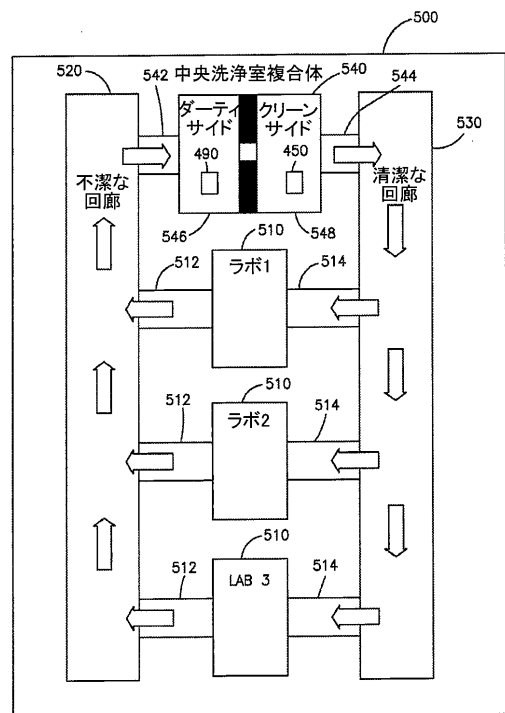 500
520
542
中央洗浄室複合体
540
544
530
ダーティ
サイド
クリーン
サイド
490
450
不潔な
回廊
清潔な
回廊
546
548
510
512
ラボ1
514
510
512
ラボ2
514
510
512
LAB 3
514